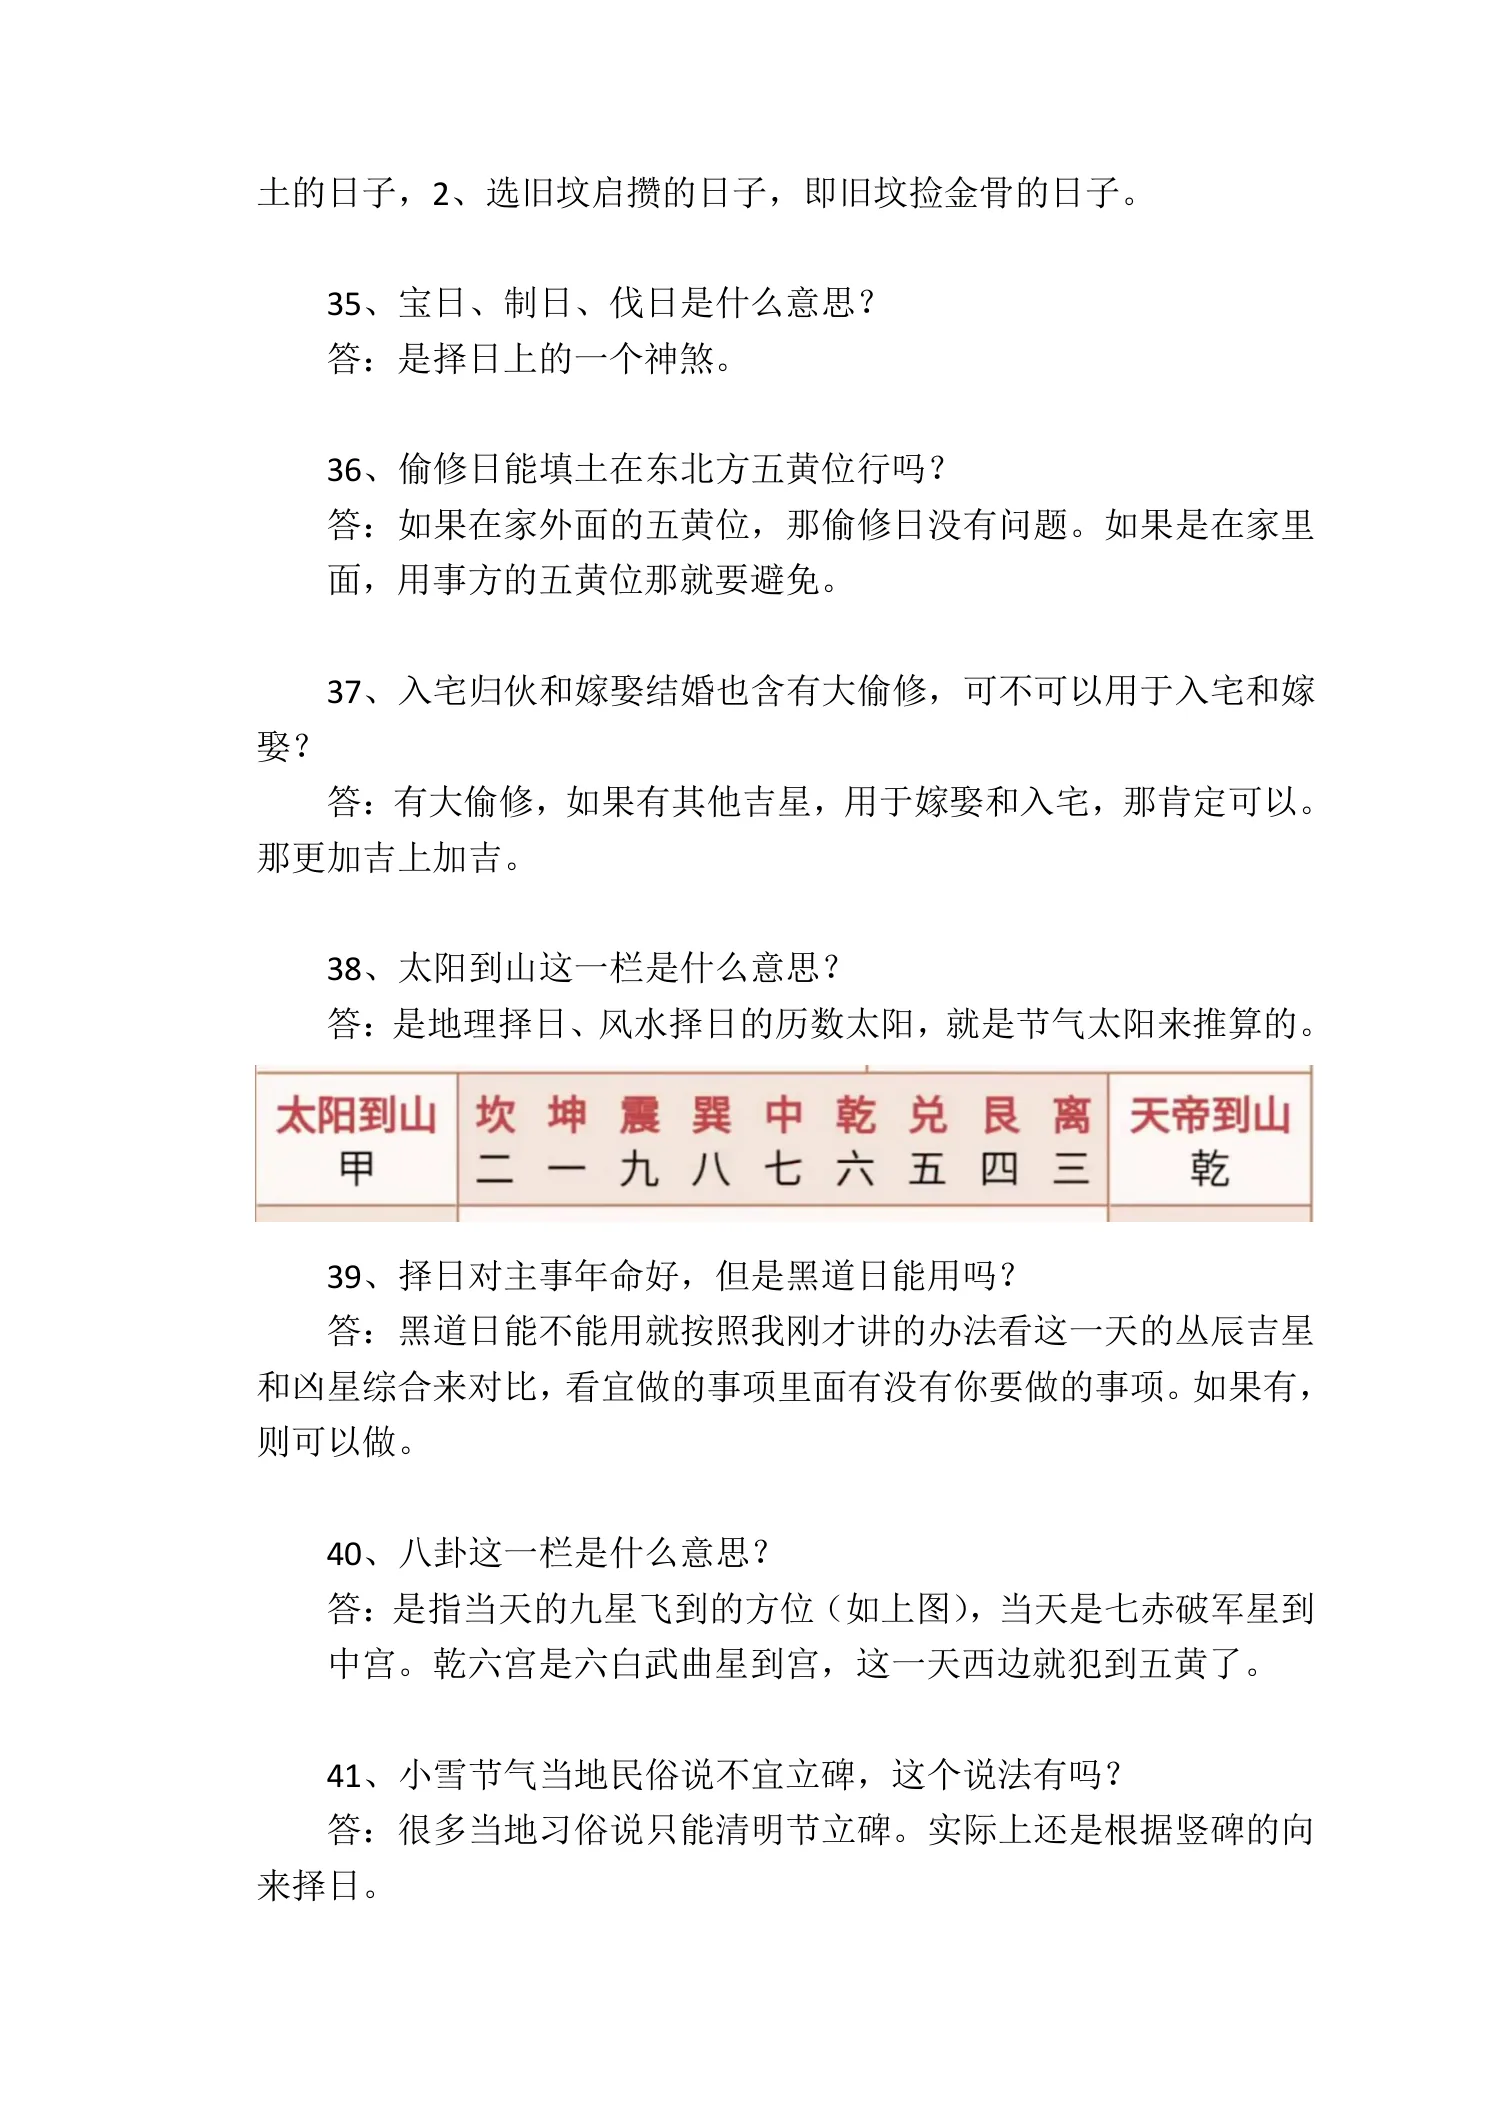 土的日子，2、选旧坟启攒的日子，即旧坟捡金骨的日子。
35、宝日、制日、伐日是什么意思？
答：是择日上的一个神煞。
36、偷修日能填土在东北方五黄位行吗？
答：如果在家外面的五黄位，那偷修日没有问题。如果是在家里
面，用事方的五黄位那就要避免。
37、入宅归伙和嫁娶结婚也含有大偷修，可不可以用于入宅和嫁
娶？
答：有大偷修，如果有其他吉星，用于嫁娶和入宅，那肯定可以。
那更加吉上加吉。
38、太阳到山这一栏是什么意思？
答：是地理择日、风水择日的历数太阳，就是节气太阳来推算的。
太阳到山 坎 坤 震 巽 中 乾 兑 艮 离 天帝到山
甲 二 一 九 八 七 六 五 四 三 乾
39、择日对主事年命好，但是黑道日能用吗？
答：黑道日能不能用就按照我刚才讲的办法看这一天的丛辰吉星
和凶星综合来对比，看宜做的事项里面有没有你要做的事项。如果有，
则可以做。
40、八卦这一栏是什么意思？
答：是指当天的九星飞到的方位（如上图），当天是七赤破军星到
中宫。乾六宫是六白武曲星到宫，这一天西边就犯到五黄了。
41、小雪节气当地民俗说不宜立碑，这个说法有吗？
答：很多当地习俗说只能清明节立碑。实际上还是根据竖碑的向
来择日。